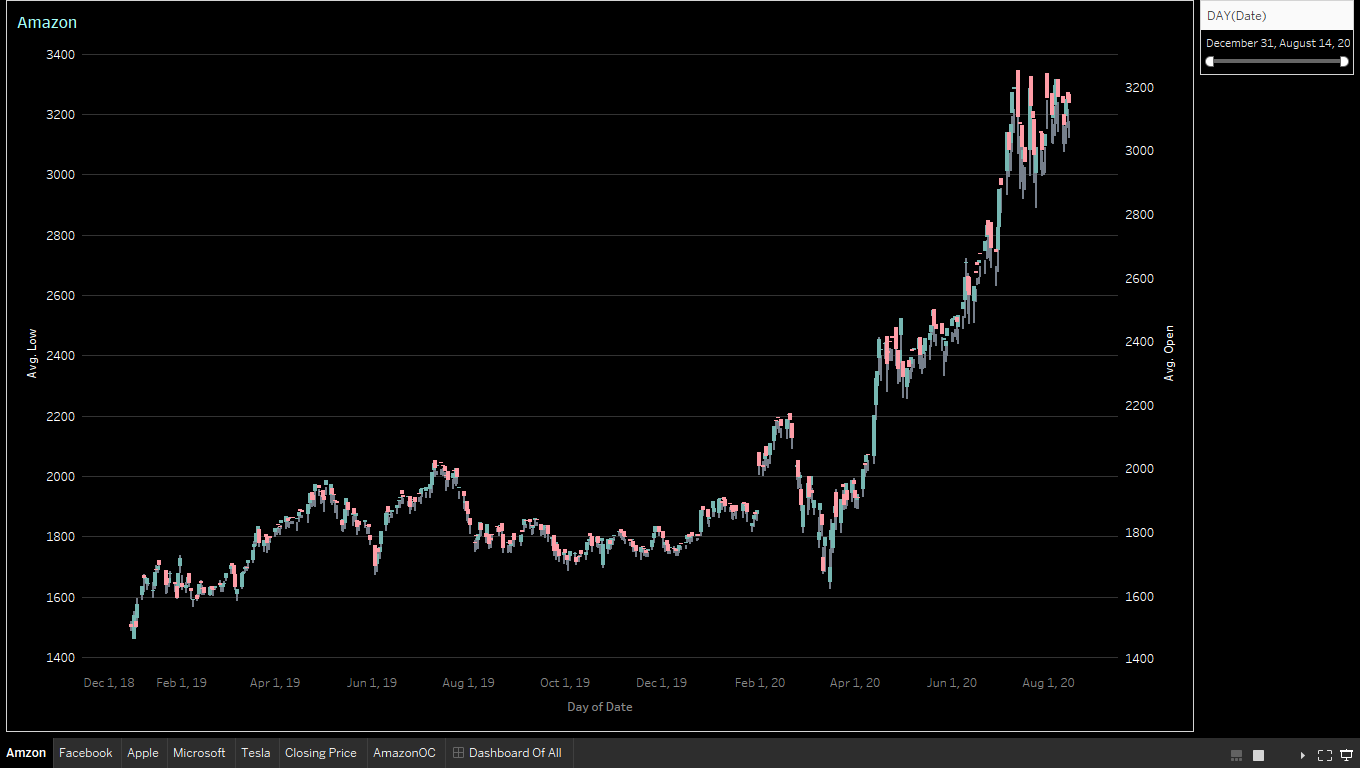 Amazon
DAY(Date)
December 31, August 14, 20
3400
3200
3000
2800
2600
2400
2200
2000
1800
1600
1400
Avg. Low
3200
3000
2800
2600
2400
2200
2000
1800
1600
1400
Avg. Open
Dec 1, 18 Feb 1, 19 Apr 1, 19 Jun 1, 19 Aug 1, 19 Oct 1, 19 Dec 1, 19 Feb 1, 20 Apr 1, 20 Jun 1, 20 Aug 1, 20
Day of Date
Amzon Facebook Apple Microsoft Tesla Closing Price AmazonOC Dashboard Of All